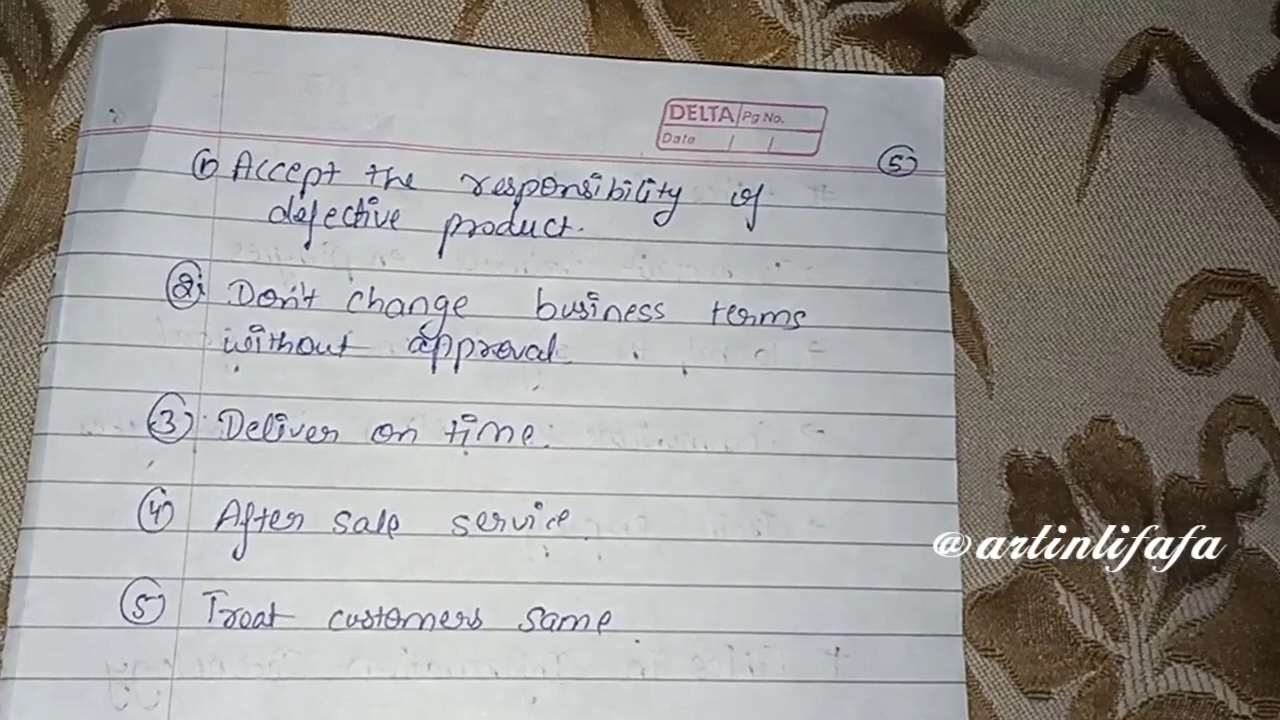 DELTA Pg No.
Date / /
5
1 Accept the responsibility of
defective product.
2. Don't change business terms
without approval
3. Deliver on time.
4 After sale service.
5 Treat customers same
@artinlifafa